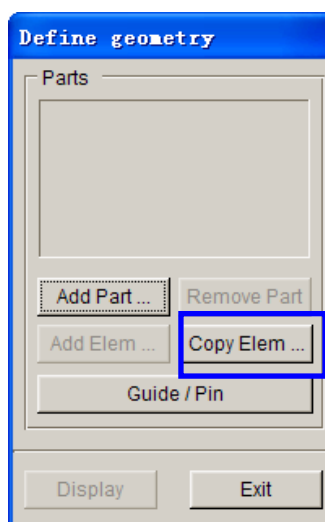 Define geometry
Parts
Add Part ... Remove Part
Add Elem ... Copy Elem ...
Guide / Pin
Display Exit